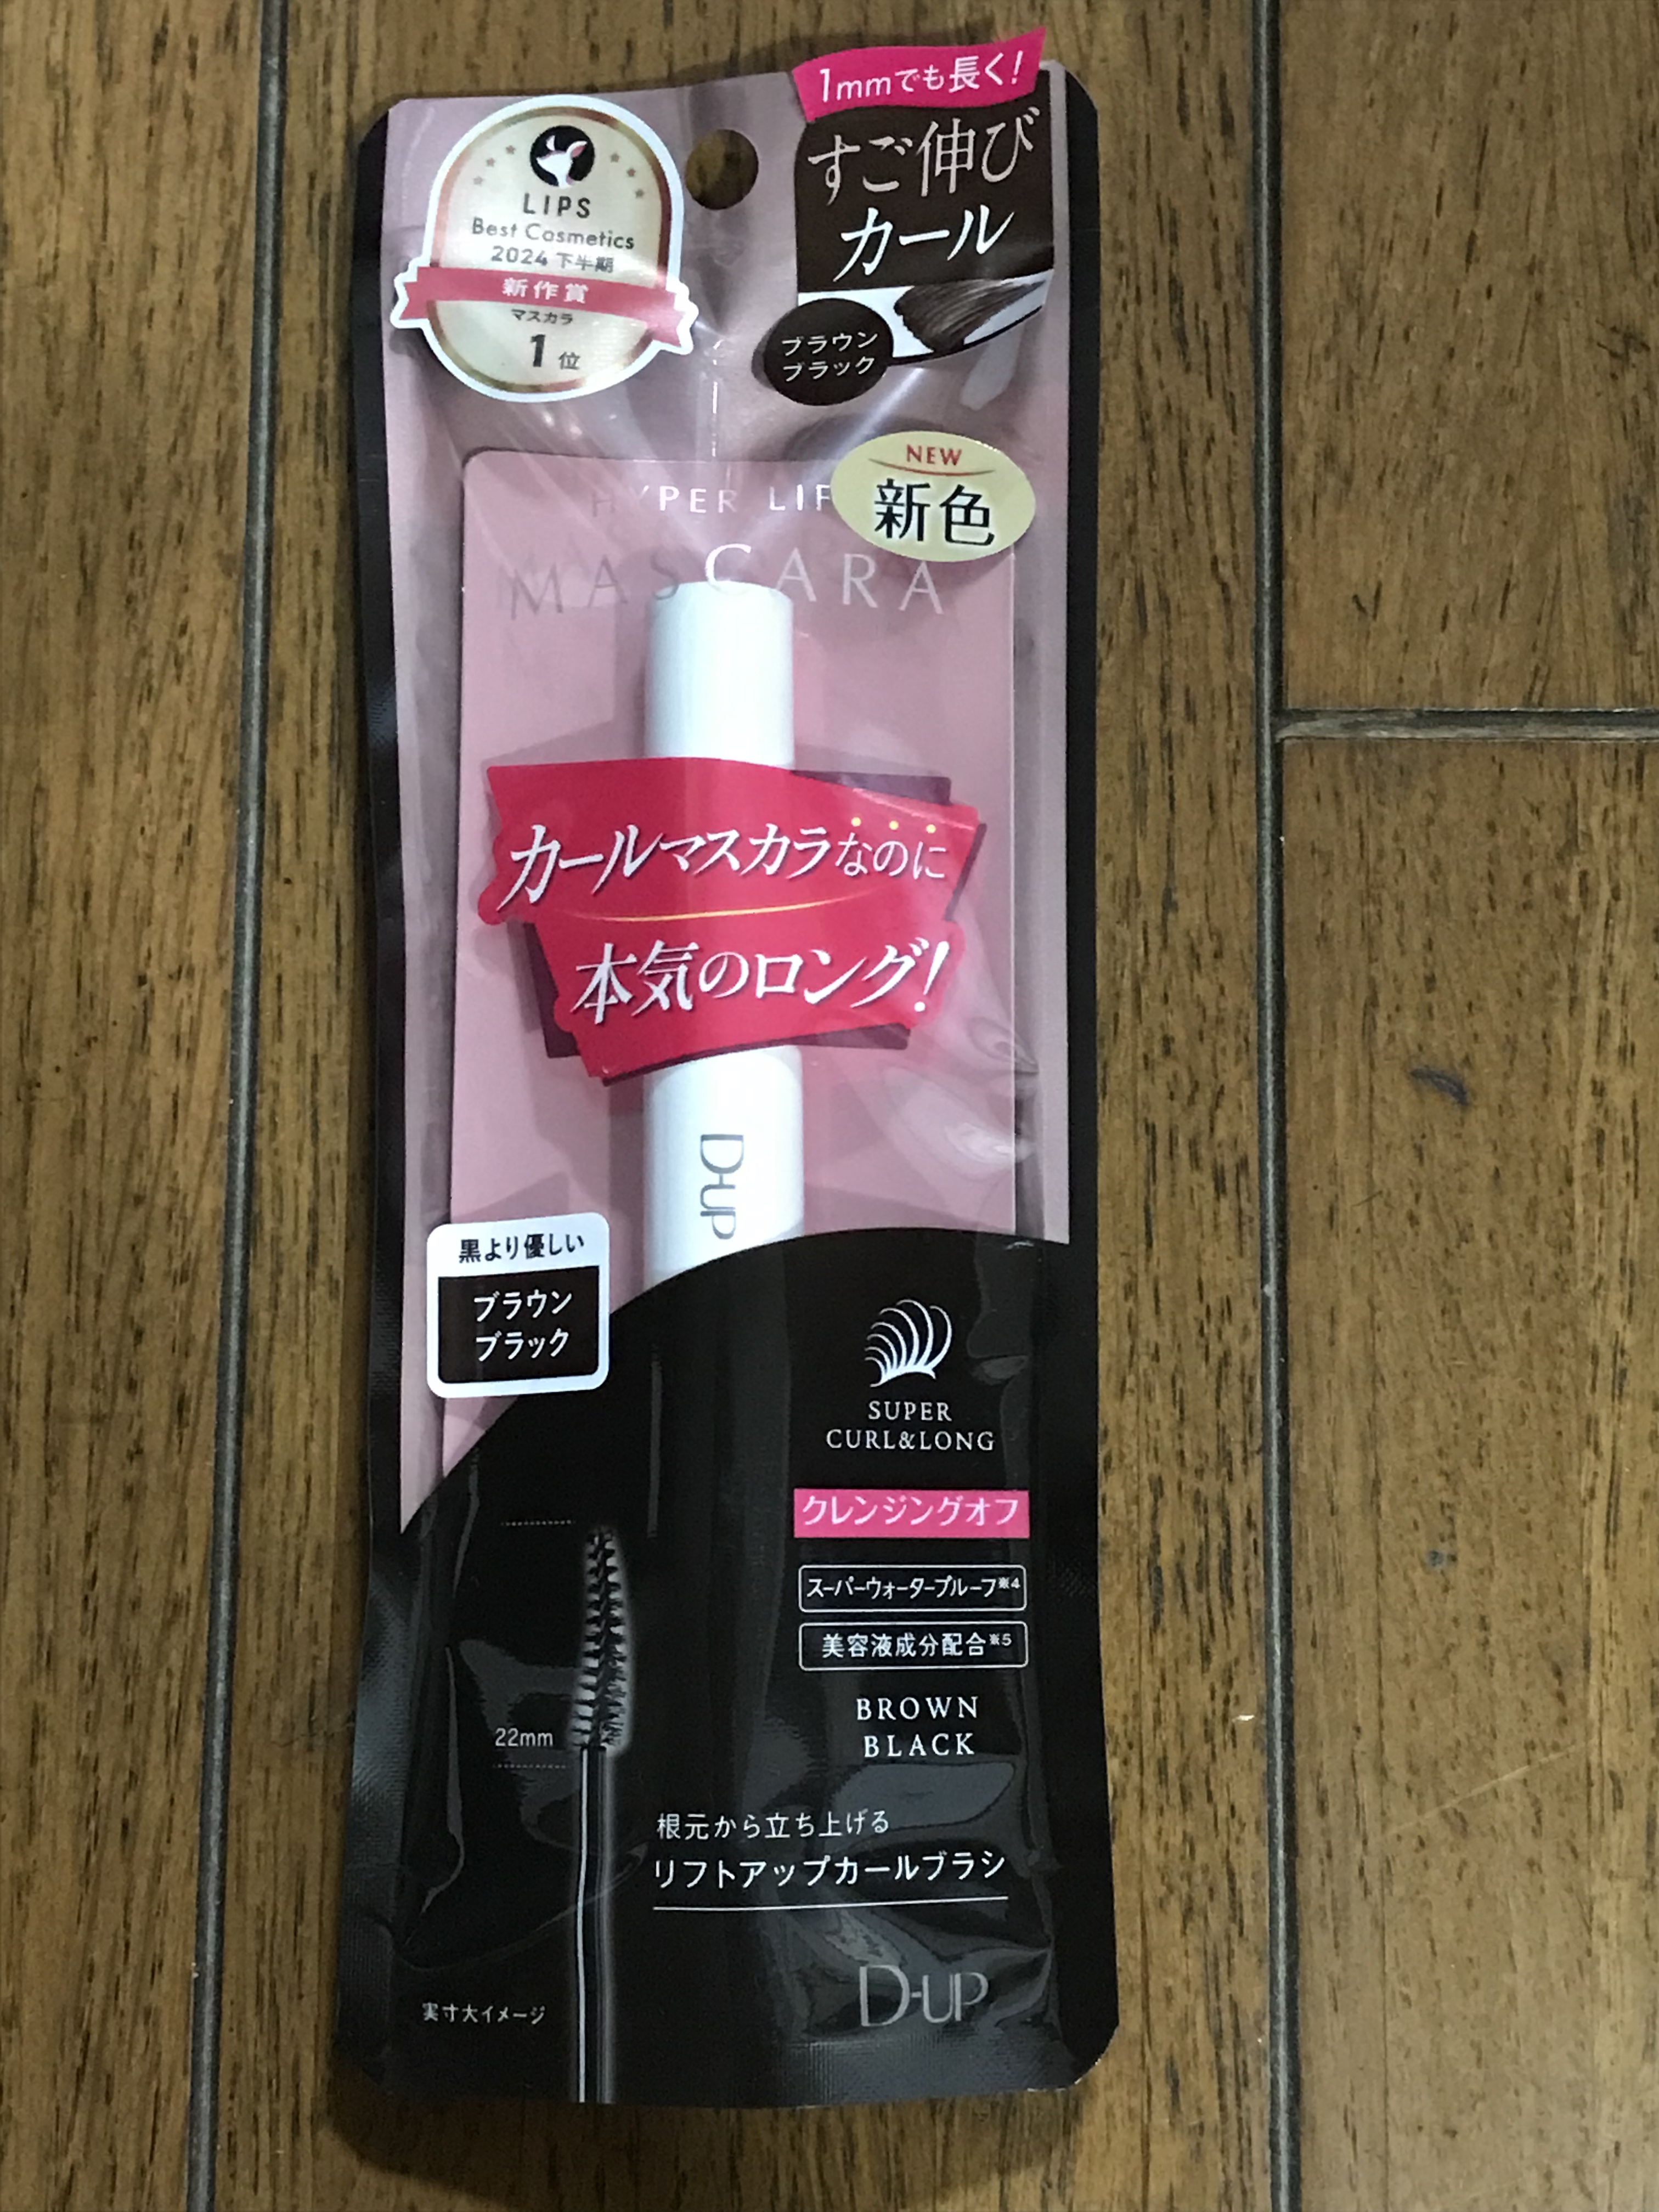 1mmでも長く!
すご伸び
カール
ブラウン
ブラック
LIPS
Best Cosmetics
2024 下半期
新作賞
マスカラ
1位
NEW
新色
HYPER LIF
MASCARA
カールマスカラなのに
本気のロング!
D-UP
黒より優しい
ブラウン
ブラック
SUPER
CURL&LONG
クレンジングオフ
スーパーウォータープルーフ※4
美容液成分配合※5
BROWN
BLACK
22mm
根元から立ち上げる
リフトアップカールブラシ
実寸大イメージ
D-UP